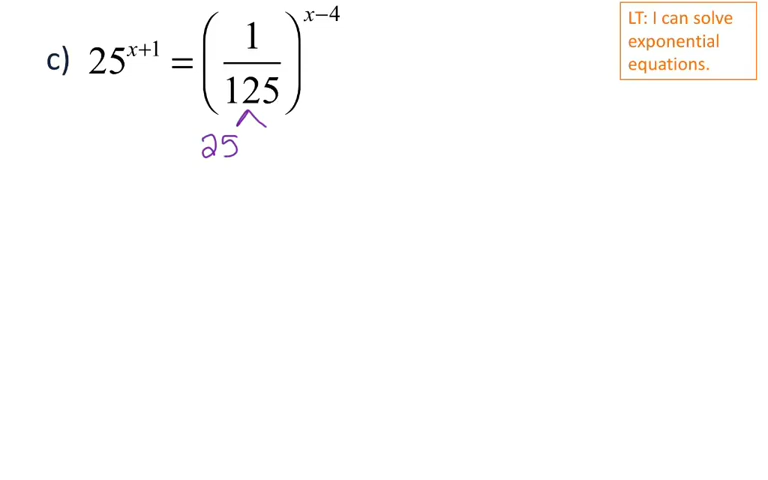 c) 25^{x+1} = (1/125)^{x−4}
25
LT: I can solve
exponential
equations.